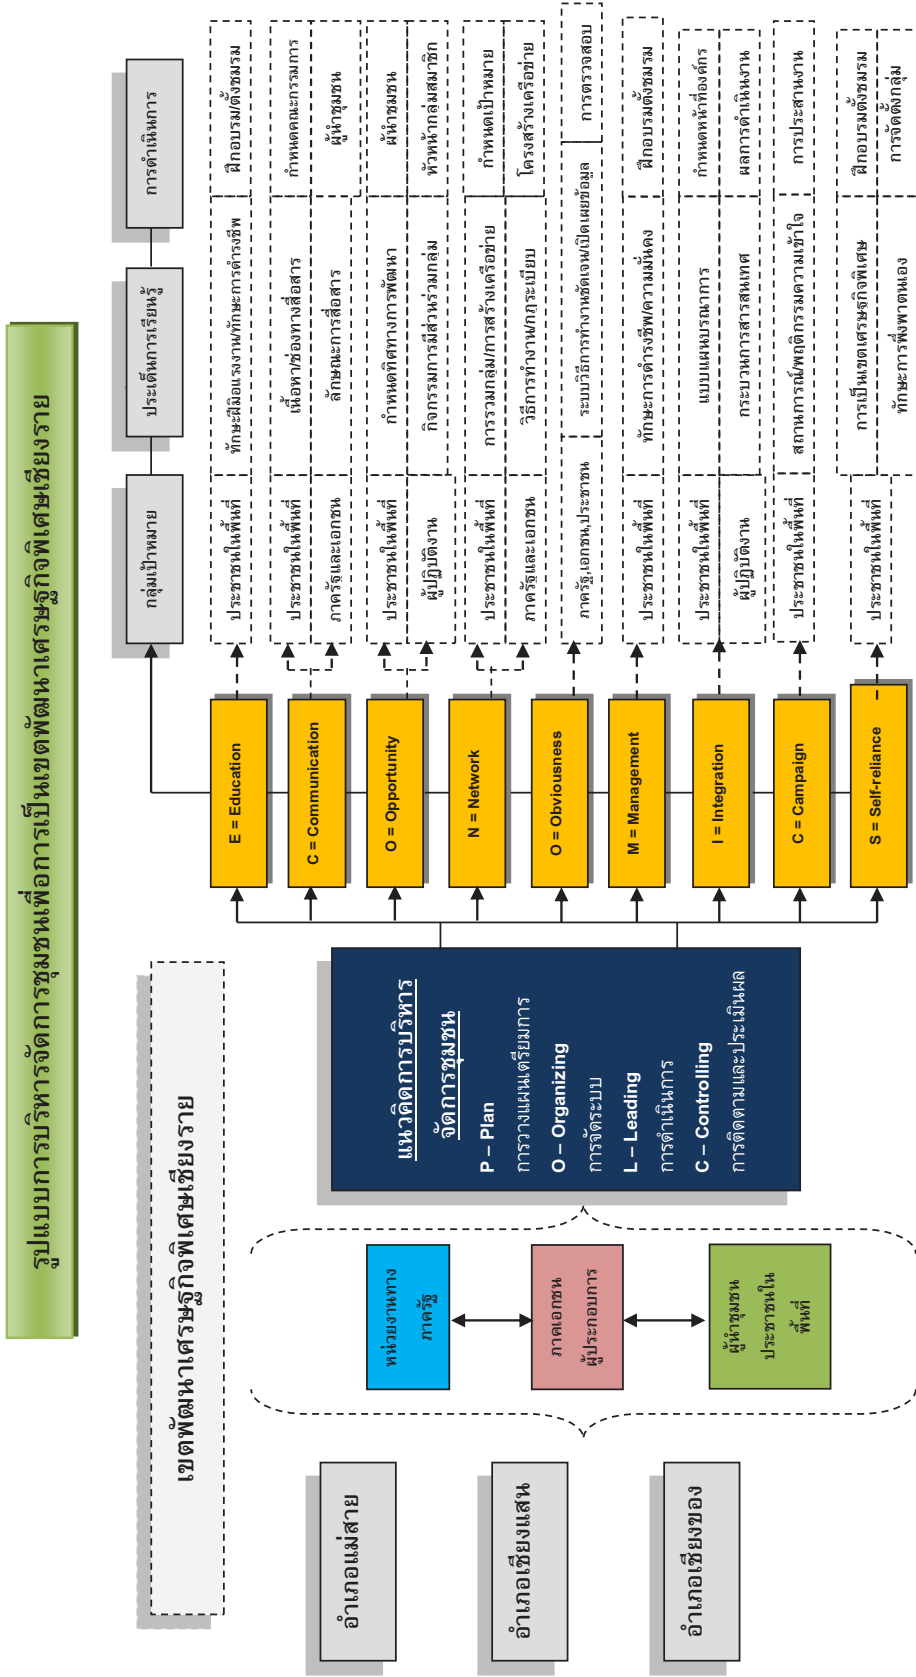 รูปแบบการบริหารจัดการชุมชนเพื่อการเป็นเขตพัฒนาเศรษฐกิจพิเศษเชียงราย
เขตพัฒนาเศรษฐกิจพิเศษเชียงราย
อำเภอแม่สาย
อำเภอเชียงแสน
อำเภอเชียงของ
หน่วยงานทาง
ภาครัฐ
ภาคเอกชน
ผู้ประกอบการ
ผู้นำชุมชน
ประชาชนใน
พื้นที่
แนวคิดการบริหาร
จัดการชุมชน
P – Plan
การวางแผนเตรียมการ
O – Organizing
การจัดระบบ
L – Leading
การดำเนินการ
C – Controlling
การติดตามและประเมินผล
กลุ่มเป้าหมาย
ประเด็นการเรียนรู้
การดำเนินการ
E = Education
ประชาชนในพื้นที่
ทักษะฝีมือแรงงาน/ทักษะการดำรงชีพ
ฝึกอบรม/ตั้งชมรม
C = Communication
ประชาชนในพื้นที่
เนื้อหา/ช่องทางสื่อสาร
กำหนดคณะกรรมการ
ภาครัฐและเอกชน
ลักษณะการสื่อสาร
ผู้นำชุมชน
O = Opportunity
ประชาชนในพื้นที่
กำหนดทิศทางการพัฒนา
ผู้นำชุมชน
ผู้ปฏิบัติงาน
กิจกรรมการมีส่วนร่วมกลุ่ม
หัวหน้ากลุ่มสมาชิก
N = Network
ประชาชนในพื้นที่
การรวมกลุ่ม/การสร้างเครือข่าย
กำหนดเป้าหมาย
ภาครัฐและเอกชน
วิธีการทำงาน/กฎระเบียบ
โครงสร้างเครือข่าย
O = Obviousness
ภาครัฐ,เอกชน,ประชาชน
ระบบวิธีการทำงานชัดเจน/เปิดเผยข้อมูล
การตรวจสอบ
M = Management
ประชาชนในพื้นที่
ทักษะการดำรงชีพ/ความมั่นคง
ฝึกอบรมตั้งชมรม
I = Integration
ประชาชนในพื้นที่
แบบแผนบูรณาการ
กำหนดหน้าที่องค์กร
ผู้ปฏิบัติงาน
กระบวนการสารสนเทศ
ผลการดำเนินงาน
C = Campaign
ประชาชนในพื้นที่
สถานการณ์/พฤติกรรมความเข้าใจ
การประสานงาน
S = Self-reliance
ประชาชนในพื้นที่
การเป็นเขตเศรษฐกิจพิเศษ
ฝึกอบรมตั้งชมรม
ทักษะการพึ่งพาตนเอง
การจัดตั้งกลุ่ม